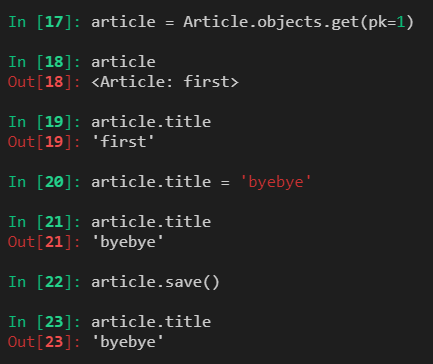 In [17]: article = Article.objects.get(pk=1)
In [18]: article
Out[18]: <Article: first>
In [19]: article.title
Out[19]: 'first'
In [20]: article.title = 'byebye'
In [21]: article.title
Out[21]: 'byebye'
In [22]: article.save()
In [23]: article.title
Out[23]: 'byebye'